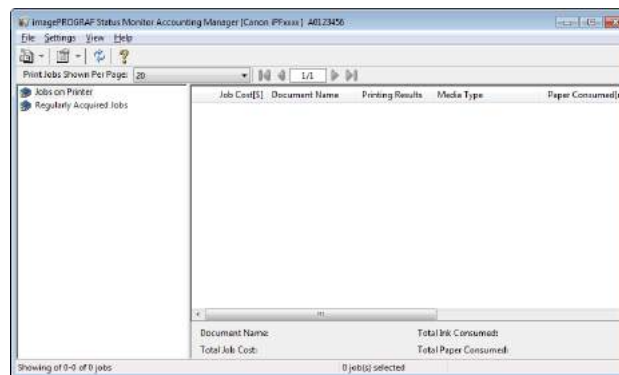 imagePROGRAF Status Monitor Accounting Manager [Canon iPFxxxx] A0123456
File Settings View Help
Print Jobs Shown Per Page: 20 1/1
Jobs on Printer
Regularly Acquired Jobs
Job Cost[$] Document Name Printing Results Media Type Paper Consumed[
Document Name: Total Ink Consumed:
Total Job Cost: Total Paper Consumed:
Showing of 0-0 of 0 jobs 0 job(s) selected